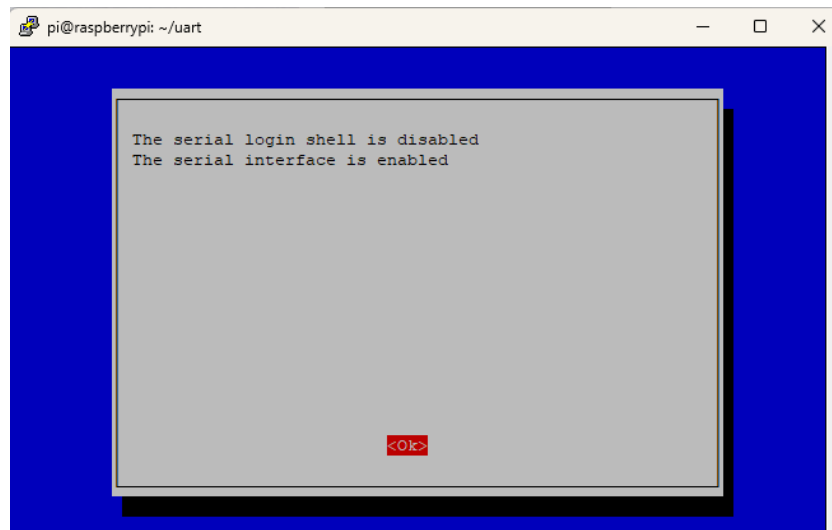 pi@raspberrypi: ~/uart
The serial login shell is disabled
The serial interface is enabled
<Ok>